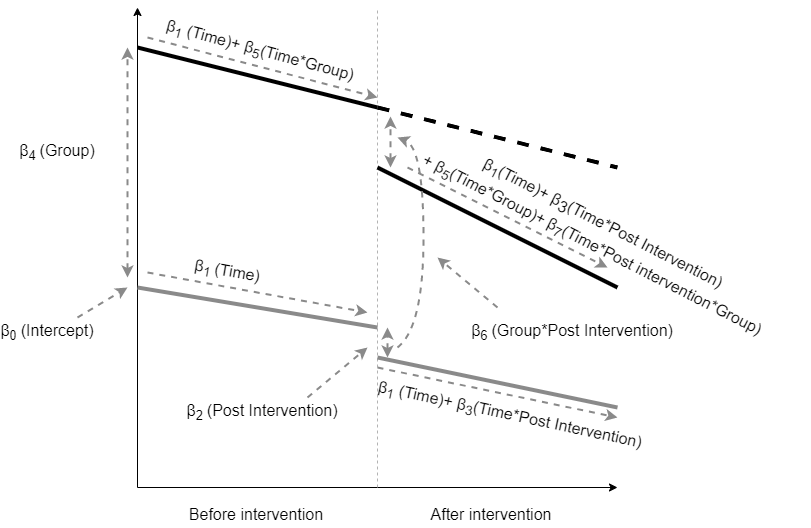 β₁ (Time)+ β₅(Time*Group)
β₄ (Group)
β₁(Time)+ β₃(Time*Post Intervention)
+ β₅(Time*Group)+ β₇(Time*Post intervention*Group)
β₁ (Time)
β₀ (Intercept)
β₆ (Group*Post Intervention)
β₂ (Post Intervention)
β₁ (Time)+ β₃(Time*Post Intervention)
Before intervention
After intervention